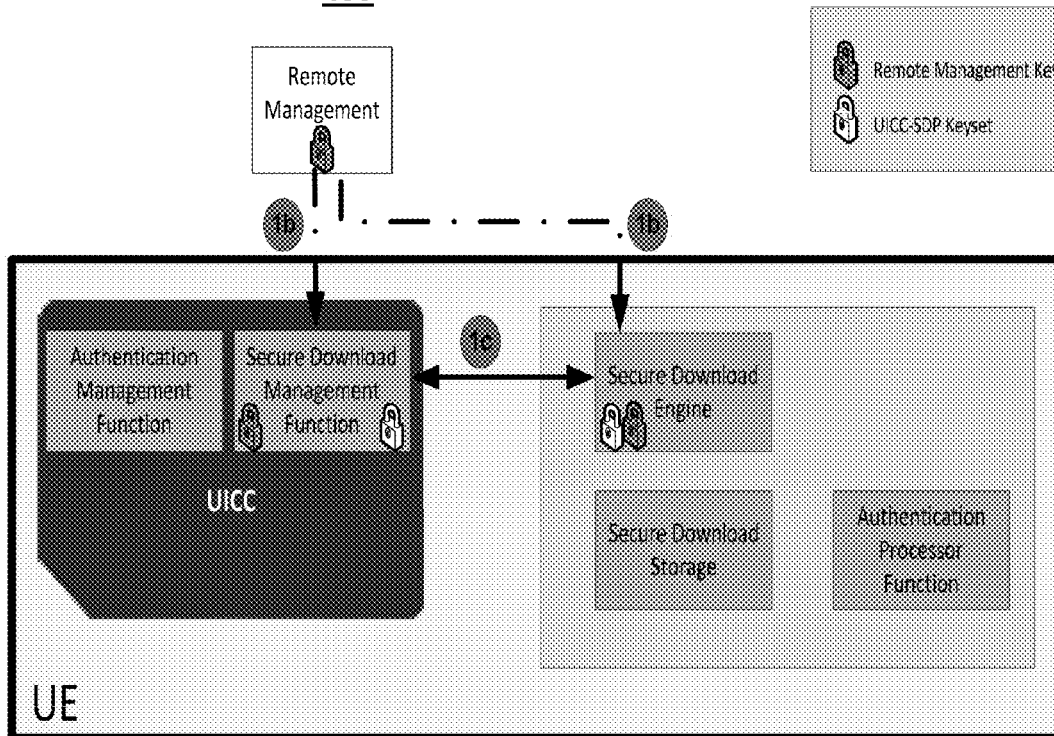 Remote
Management
Remote Management Key
UICC-SDP Keyset
1b
1b
Authentication
Management
Function
Secure Download
Management
Function
1c
Secure Download
Engine
UICC
Secure Download
Storage
Authentication
Processor
Function
UE